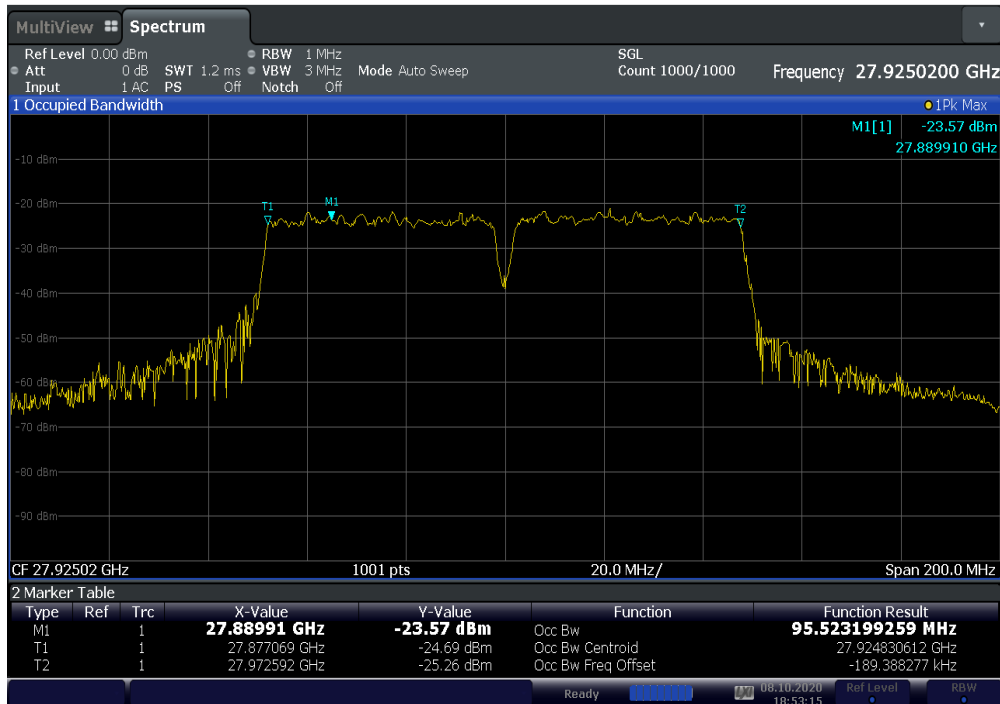 MultiView Spectrum
Ref Level 0.00 dBm RBW 1 MHz SGL
Att 0 dB SWT 1.2 ms VBW 3 MHz Mode Auto Sweep Count 1000/1000 Frequency 27.9250200 GHz
Input 1 AC PS Off Notch Off
1 Occupied Bandwidth 1Pk Max
M1[1] -23.57 dBm
27.889910 GHz
-10 dBm
-20 dBm
T1 M1 T2
-30 dBm
-40 dBm
-50 dBm
-60 dBm
-70 dBm
-80 dBm
-90 dBm
CF 27.92502 GHz 1001 pts 20.0 MHz/ Span 200.0 MHz
2 Marker Table
Type Ref Trc X-Value Y-Value Function Function Result
M1 1 27.88991 GHz -23.57 dBm Occ Bw 95.523199259 MHz
T1 1 27.877069 GHz -24.69 dBm Occ Bw Centroid 27.924830612 GHz
T2 1 27.972592 GHz -25.26 dBm Occ Bw Freq Offset -189.388277 kHz
Ready 08.10.2020 Ref Level RBW
18:53:15